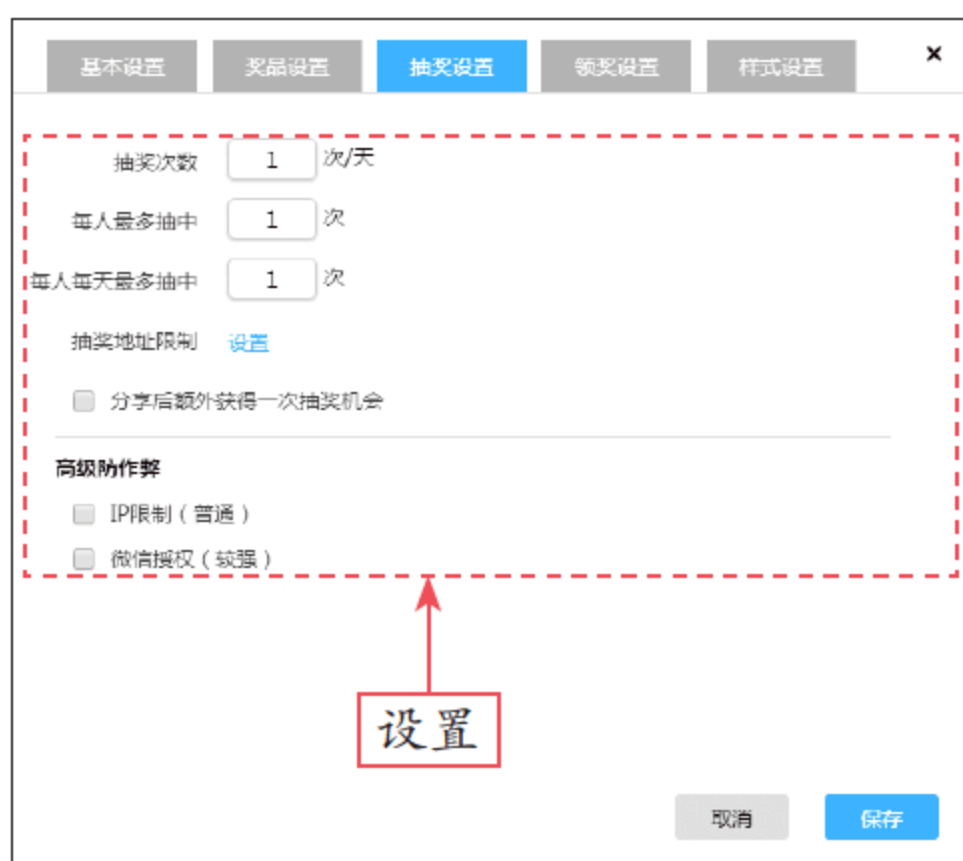 基本设置 奖品设置 抽奖设置 领奖设置 样式设置 ×
抽奖次数 1 次/天
每人最多抽中 1 次
每人每天最多抽中 1 次
抽奖地址限制 设置
分享后额外获得一次抽奖机会
高级防作弊
IP限制（普通）
微信授权（较强）
设置
取消 保存